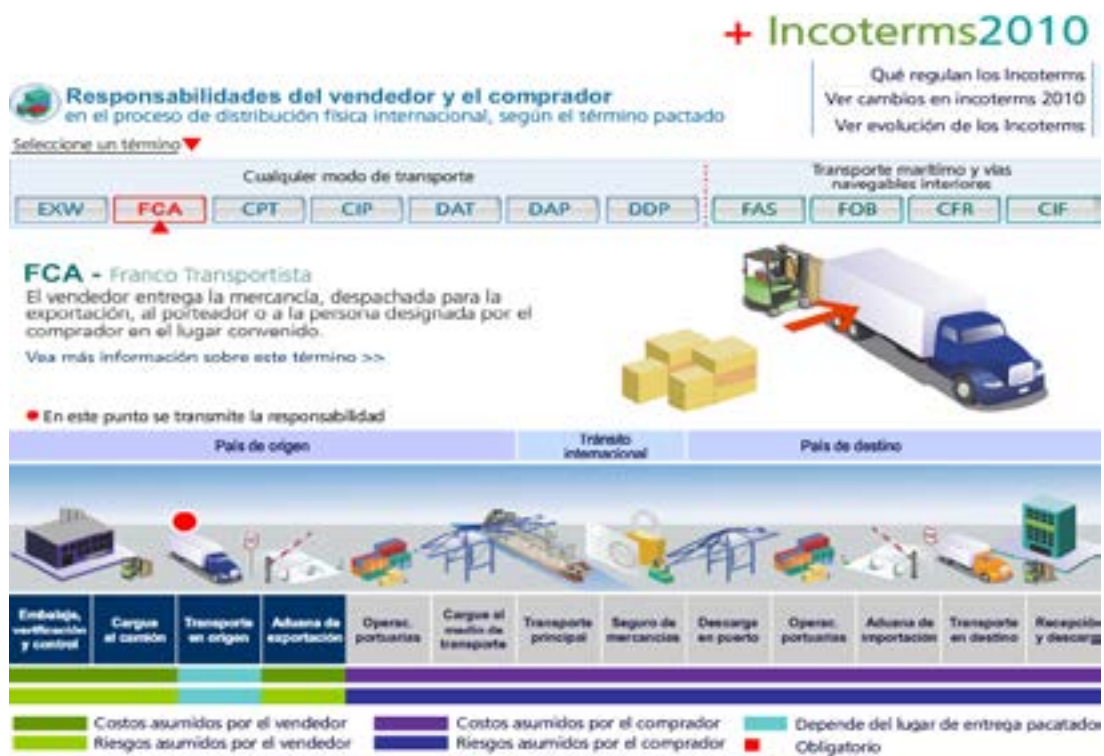 + Incoterms2010
Qué regulan los Incoterms
Ver cambios en incoterms 2010
Ver evolución de los Incoterms
Responsabilidades del vendedor y el comprador
en el proceso de distribución física internacional, según el término pactado
Seleccione un término
Cualquier modo de transporte
Transporte marítimo y vías
navegables interiores
EXW FCA CPT CIP DAT DAP DDP FAS FOB CFR CIF
FCA - Franco Transportista
El vendedor entrega la mercancía, despachada para la
exportación, al porteador o a la persona designada por el
comprador en el lugar convenido.
Vea más información sobre este término >>
En este punto se transmite la responsabilidad
País de origen
Tránsito
internacional
País de destino
Embalaje,
verificación
y control
Cargue
al camión
Transporte
en origen
Aduana de
exportación
Operac.
portuarias
Cargue al
medio de
transporte
Transporte
principal
Seguro de
mercancías
Descarga
en puerto
Operac.
portuarias
Aduana de
importación
Transporte
en destino
Recepción
y descarga
Costos asumidos por el vendedor
Costos asumidos por el comprador
Depende del lugar de entrega pacatador
Riesgos asumidos por el vendedor
Riesgos asumidos por el comprador
Obligatorio